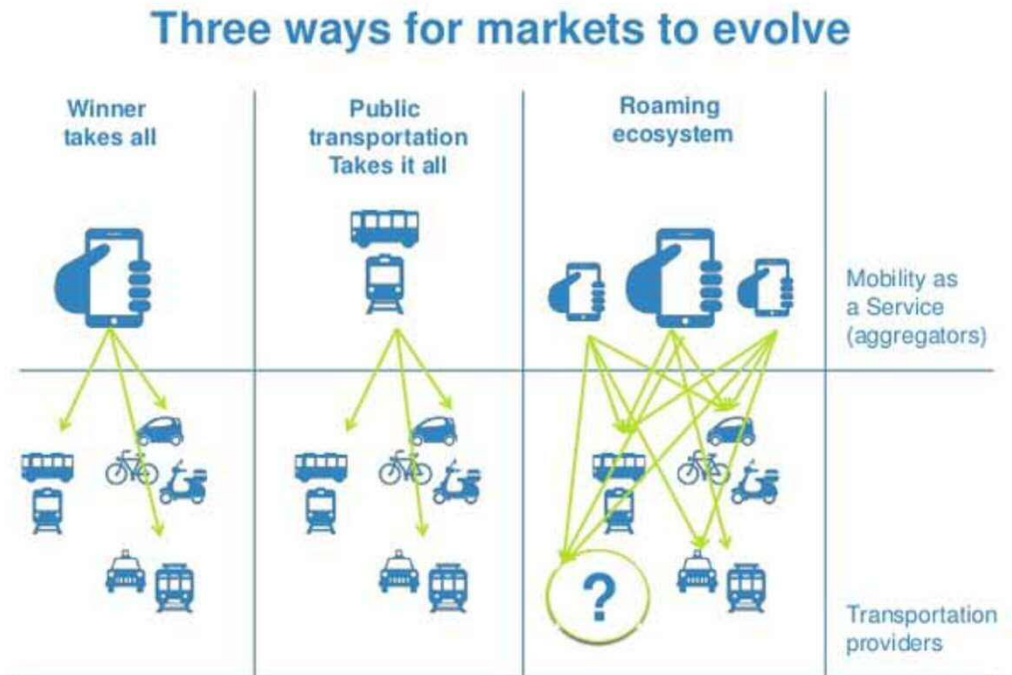 Three ways for markets to evolve
Winner
takes all
Public
transportation
Takes it all
Roaming
ecosystem
Mobility as
a Service
(aggregators)
?
Transportation
providers